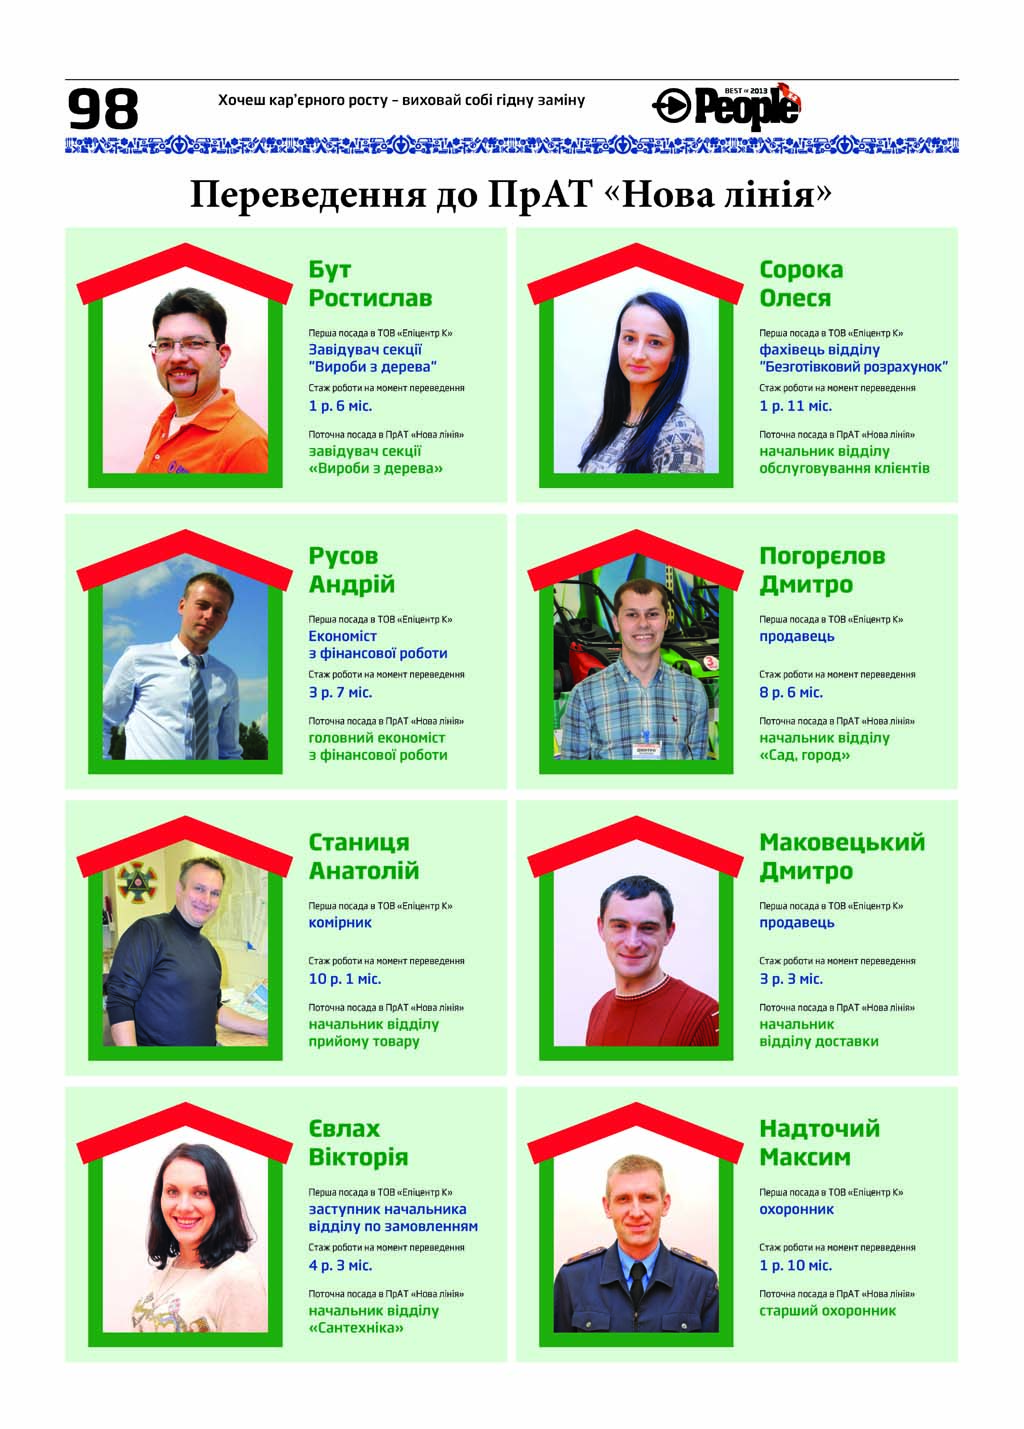 98
Хочеш кар’єрного росту – виховай собі гідну заміну
BEST OF 2013
People
Переведення до ПрАТ «Нова лінія»
Бут
Ростислав
Перша посада в ТОВ «Епіцентр К»
Завідувач секції
"Вироби з дерева"
Стаж роботи на момент переведення
1 р. 6 міс.
Поточна посада в ПрАТ «Нова лінія»
завідувач секції
«Вироби з дерева»
Сорока
Олеся
Перша посада в ТОВ «Епіцентр К»
фахівець відділу
"Безготівковий розрахунок"
Стаж роботи на момент переведення
1 р. 11 міс.
Поточна посада в ПрАТ «Нова лінія»
начальник відділу
обслуговування клієнтів
Русов
Андрій
Перша посада в ТОВ «Епіцентр К»
Економіст
з фінансової роботи
Стаж роботи на момент переведення
3 р. 7 міс.
Поточна посада в ПрАТ «Нова лінія»
головний економіст
з фінансової роботи
Погорєлов
Дмитро
Перша посада в ТОВ «Епіцентр К»
продавець
Стаж роботи на момент переведення
8 р. 6 міс.
Поточна посада в ПрАТ «Нова лінія»
начальник відділу
«Сад, город»
ДМИТРО
Станиця
Анатолій
Перша посада в ТОВ «Епіцентр К»
комірник
Стаж роботи на момент переведення
10 р. 1 міс.
Поточна посада в ПрАТ «Нова лінія»
начальник відділу
прийому товару
Маковецький
Дмитро
Перша посада в ТОВ «Епіцентр К»
продавець
Стаж роботи на момент переведення
3 р. 3 міс.
Поточна посада в ПрАТ «Нова лінія»
начальник
відділу доставки
Євлах
Вікторія
Перша посада в ТОВ «Епіцентр К»
заступник начальника
відділу по замовленням
Стаж роботи на момент переведення
4 р. 3 міс.
Поточна посада в ПрАТ «Нова лінія»
начальник відділу
«Сантехніка»
Надточий
Максим
Перша посада в ТОВ «Епіцентр К»
охоронник
Стаж роботи на момент переведення
1 р. 10 міс.
Поточна посада в ПрАТ «Нова лінія»
старший охоронник